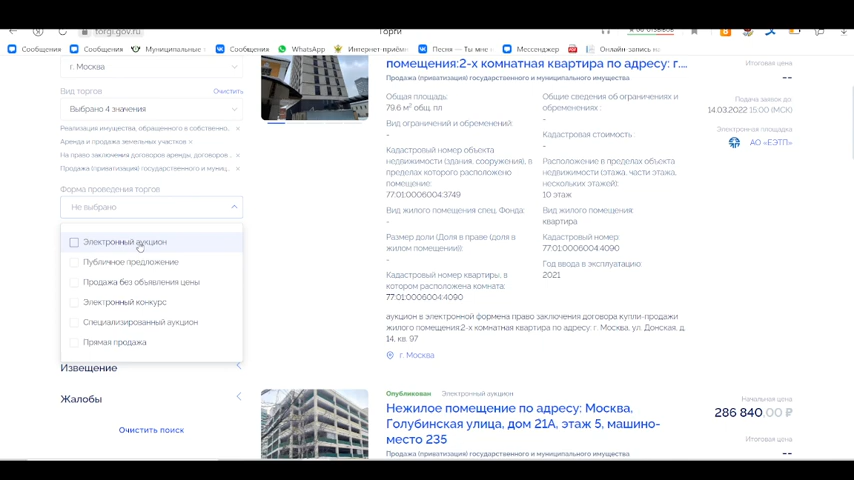 torgi.gov.ru
Торги
Сообщения
Сообщения
Муниципальные
Сообщения
WhatsApp
Интернет-приём
Песня — Ты мне
Мессенджер
Онлайн-запись
г. Москва
Вид торгов
Очистить
Выбрано 4 значения
Реализация имущества, обращенного в собственно...
Аренда и продажа земельных участков
На право заключения договоров аренды, договоров...
Продажа (приватизация) государственного и муниц...
Форма проведения торгов
Не выбрано
Электронный аукцион
Публичное предложение
Продажа без объявления цены
Электронный конкурс
Специализированный аукцион
Прямая продажа
Извещение
Жалобы
Очистить поиск
помещения:2-х комнатная квартира по адресу: г....
Продажа (приватизация) государственного и муниципального имущества
Общая площадь:
79.6 м² общ. пл
Вид ограничений и обременений:
-
Кадастровый номер объекта
недвижимости (здания, сооружения), в
пределах которого расположено
помещение:
77:01:0006004:3749
Вид жилого помещения спец. Фонда:
-
Размер доли (Доля в праве (доля в
жилом помещении)):
-
Кадастровый номер квартиры, в
котором расположена комната:
77:01:0006004:4090
Общие сведения об ограничениях и
обременениях:
-
Кадастровая стоимость:
-
Расположение в пределах объекта
недвижимости (этажа, части этажа,
нескольких этажей):
10 этаж
Вид жилого помещения:
квартира
Кадастровый номер:
77:01:0006004:4090
Год ввода в эксплуатацию:
2021
аукцион в электронной формена право заключения договора купли-продажи
жилого помещения:2-х комнатная квартира по адресу: г. Москва, ул. Донская, д.
14, кв. 97
г. Москва
Итоговая цена
--
Подача заявок до:
14.03.2022 15:00 (МСК)
Электронная площадка
АО «ЕЭТП»
Опубликован Электронный аукцион
Нежилое помещение по адресу: Москва,
Голубинская улица, дом 21А, этаж 5, машино-
место 235
Продажа (приватизация) государственного и муниципального имущества
Начальная цена
286 840,00 ₽
Итоговая цена
--